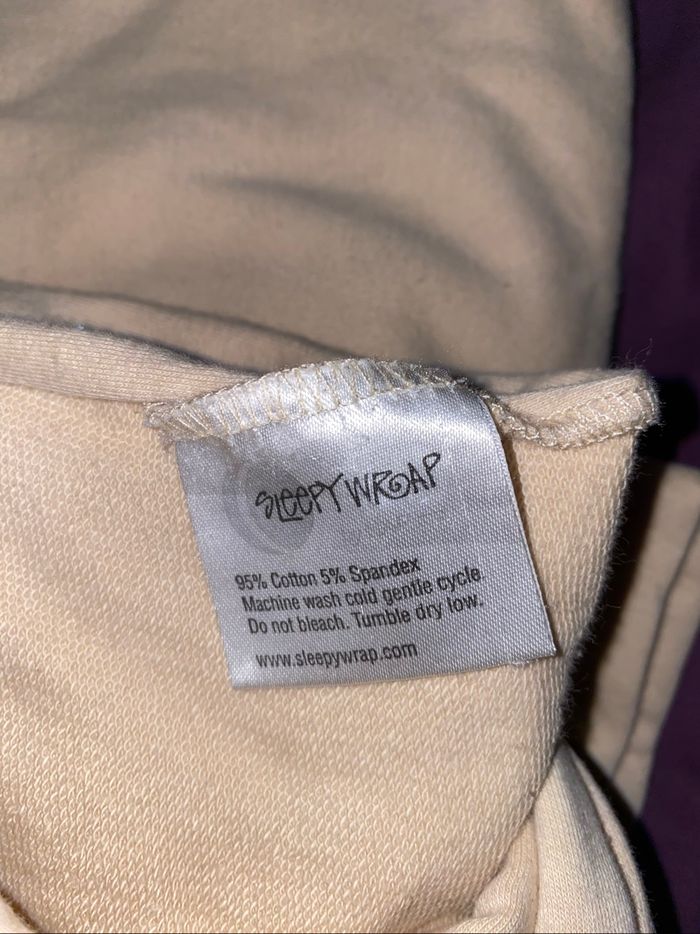 SLEEPY WRAP
95% Cotton 5% Spandex
Machine wash cold gentle cycle.
Do not bleach. Tumble dry low.
www.sleepywrap.com